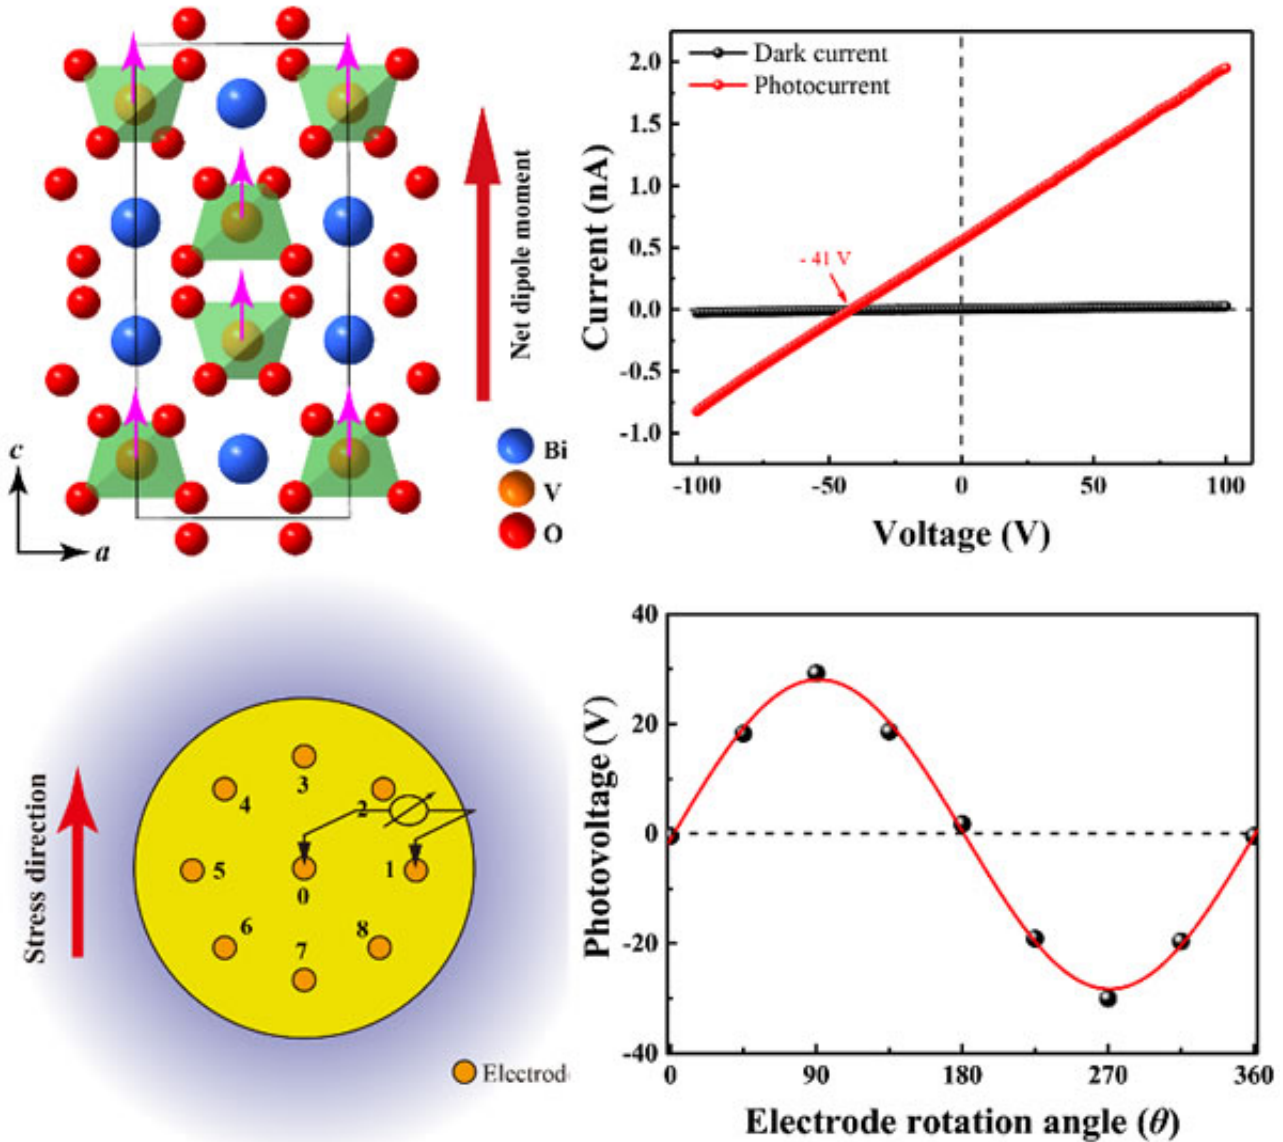 Net dipole moment
c
a
Bi
V
O
Dark current
Photocurrent
Current (nA)
2.0
1.5
1.0
0.5
0.0
-0.5
-1.0
- 41 V
-100
-50
0
50
100
Voltage (V)
Stress direction
3
4
2
5
1
0
6
8
7
Electrod
Photovoltage (V)
40
20
0
-20
-40
0
90
180
270
360
Electrode rotation angle (θ)